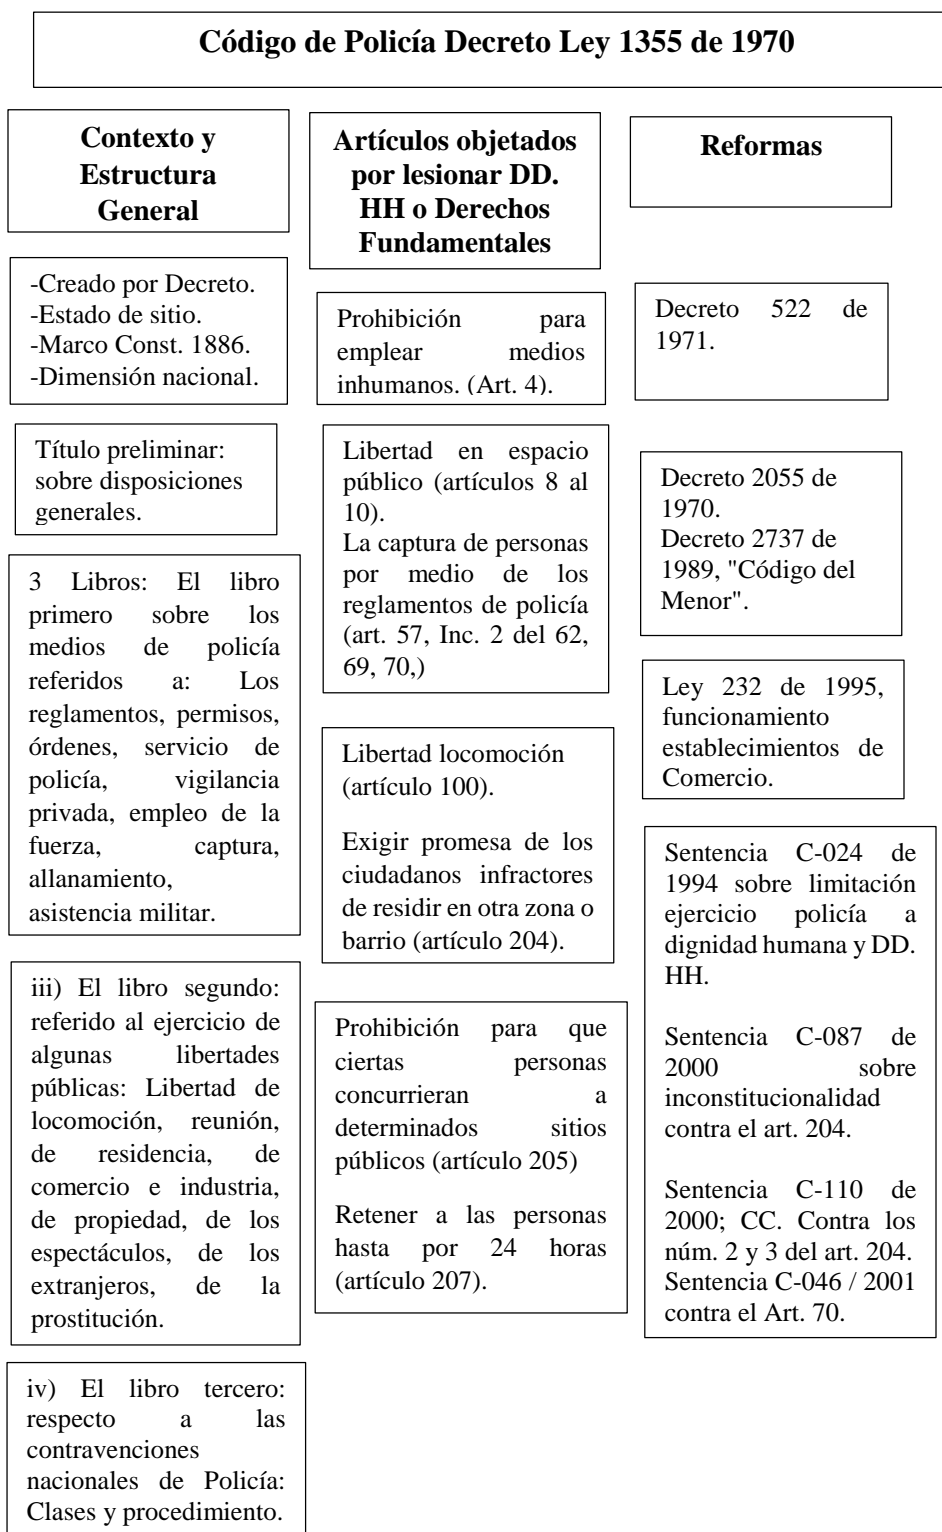 Código de Policía Decreto Ley 1355 de 1970
Contexto y
Estructura
General
-Creado por Decreto.
-Estado de sitio.
-Marco Const. 1886.
-Dimensión nacional.
Título preliminar:
sobre disposiciones
generales.
3 Libros: El libro
primero sobre los
medios de policía
referidos a: Los
reglamentos, permisos,
órdenes, servicio de
policía, vigilancia
privada, empleo de la
fuerza, captura,
allanamiento,
asistencia militar.
iii) El libro segundo:
referido al ejercicio de
algunas libertades
públicas: Libertad de
locomoción, reunión,
de residencia, de
comercio e industria,
de propiedad, de los
espectáculos, de los
extranjeros, de la
prostitución.
iv) El libro tercero:
respecto a las
contravenciones
nacionales de Policía:
Clases y procedimiento.
Artículos objetados
por lesionar DD.
HH o Derechos
Fundamentales
Prohibición para
emplear medios
inhumanos. (Art. 4).
Libertad en espacio
público (artículos 8 al
10).
La captura de personas
por medio de los
reglamentos de policía
(art. 57, Inc. 2 del 62,
69, 70,)
Libertad locomoción
(artículo 100).
Exigir promesa de los
ciudadanos infractores
de residir en otra zona o
barrio (artículo 204).
Prohibición para que
ciertas personas
concurrieran a
determinados sitios
públicos (artículo 205)
Retener a las personas
hasta por 24 horas
(artículo 207).
Reformas
Decreto 522 de
1971.
Decreto 2055 de
1970.
Decreto 2737 de
1989, "Código del
Menor".
Ley 232 de 1995,
funcionamiento
establecimientos de
Comercio.
Sentencia C-024 de
1994 sobre limitación
ejercicio policía a
dignidad humana y DD.
HH.
Sentencia C-087 de
2000 sobre
inconstitucionalidad
contra el art. 204.
Sentencia C-110 de
2000; CC. Contra los
núm. 2 y 3 del art. 204.
Sentencia C-046 / 2001
contra el Art. 70.